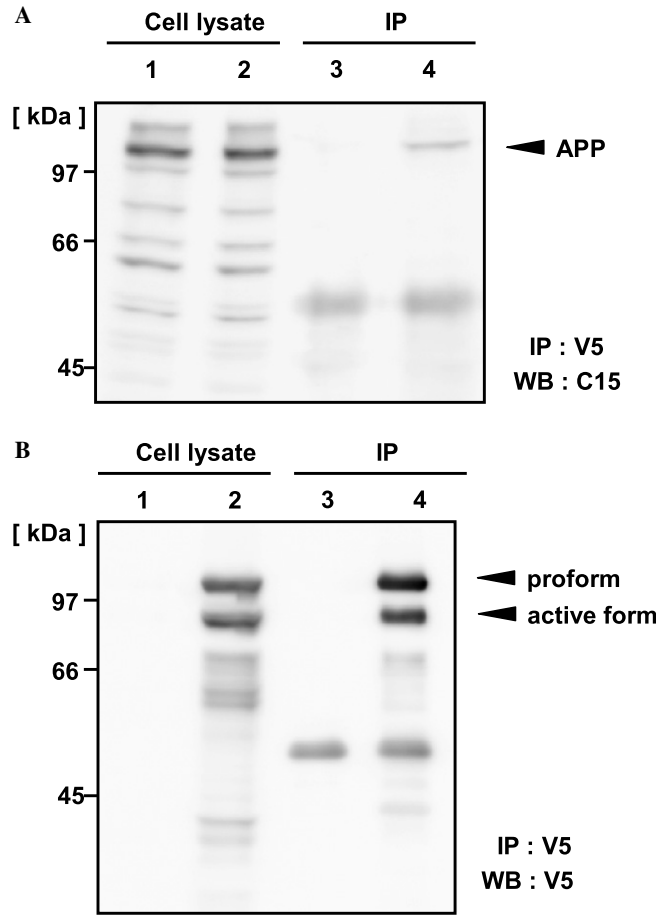 A
Cell lysate IP
1 2 3 4
[ kDa ]
APP
97
66
45
IP : V5
WB : C15
B
Cell lysate IP
1 2 3 4
[ kDa ]
proform
97
active form
66
45
IP : V5
WB : V5